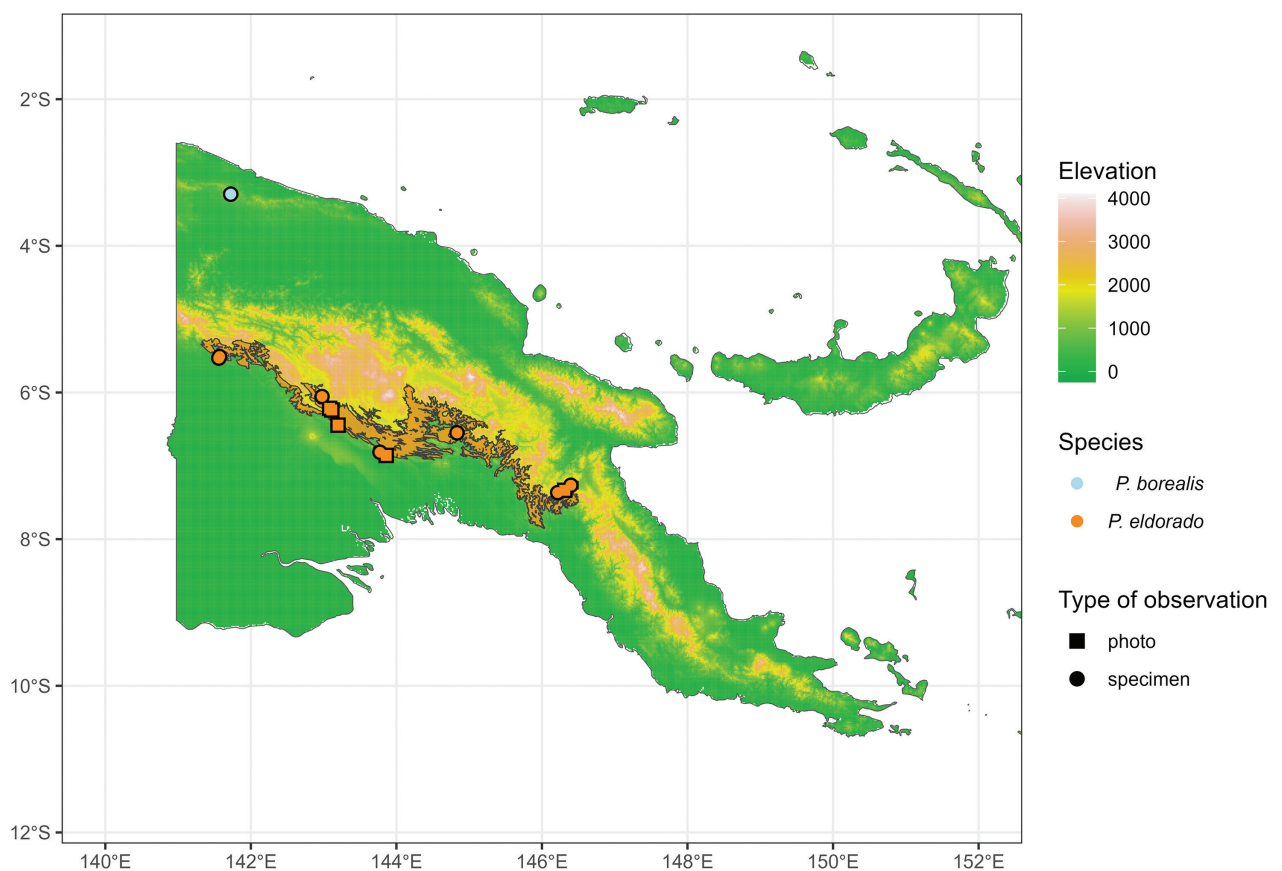 2°S
4°S
6°S
8°S
10°S
12°S
140°E 142°E 144°E 146°E 148°E 150°E 152°E
Elevation
4000
3000
2000
1000
0
Species
P. borealis
P. eldorado
Type of observation
photo
specimen